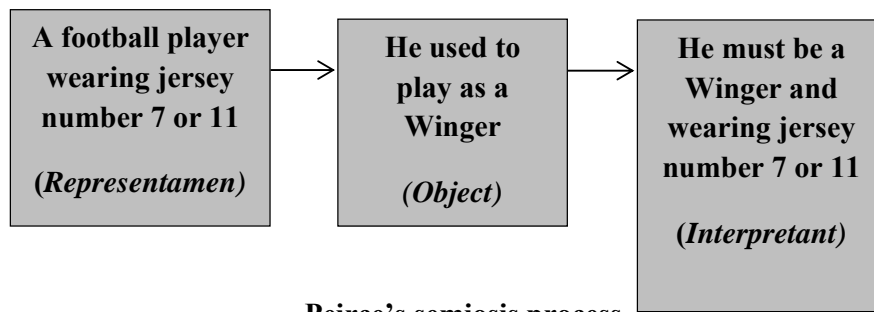 A football player
wearing jersey
number 7 or 11
(Representamen)
He used to
play as a
Winger
(Object)
He must be a
Winger and
wearing jersey
number 7 or 11
(Interpretant)
Peirce's semiosis process